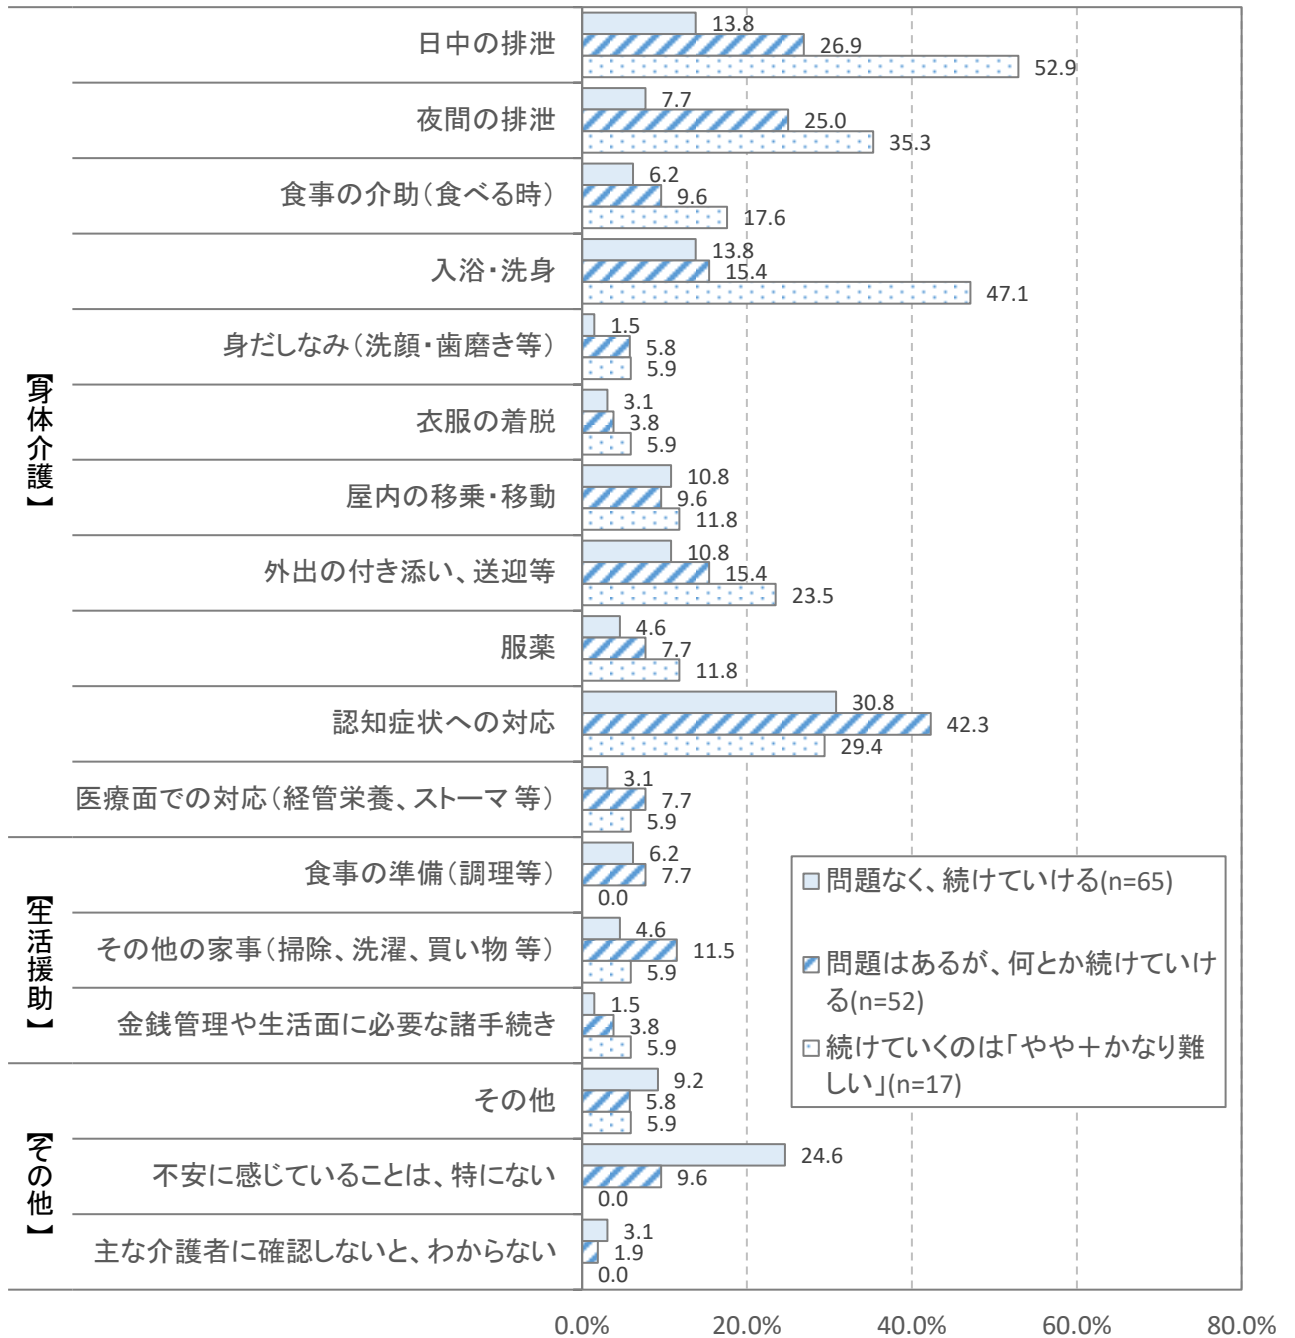 【身体介護】
日中の排泄
13.8
26.9
52.9
夜間の排泄
7.7
25.0
35.3
食事の介助（食べる時）
6.2
9.6
17.6
入浴・洗身
13.8
15.4
47.1
身だしなみ（洗顔・歯磨き等）
1.5
5.8
5.9
衣服の着脱
3.1
3.8
5.9
屋内の移乗・移動
10.8
9.6
11.8
外出の付き添い、送迎等
10.8
15.4
23.5
服薬
4.6
7.7
11.8
認知症状への対応
30.8
42.3
29.4
医療面での対応（経管栄養、ストーマ 等）
3.1
7.7
5.9
【生活援助】
食事の準備（調理等）
6.2
7.7
0.0
その他の家事（掃除、洗濯、買い物 等）
4.6
11.5
5.9
金銭管理や生活面に必要な諸手続き
1.5
3.8
5.9
【その他】
その他
9.2
5.8
5.9
不安に感じていることは、特にない
24.6
9.6
0.0
主な介護者に確認しないと、わからない
3.1
1.9
0.0
問題なく、続けていける(n=65)
問題はあるが、何とか続けていけ
る(n=52)
続けていくのは「やや＋かなり難
しい」(n=17)
0.0% 20.0% 40.0% 60.0% 80.0%